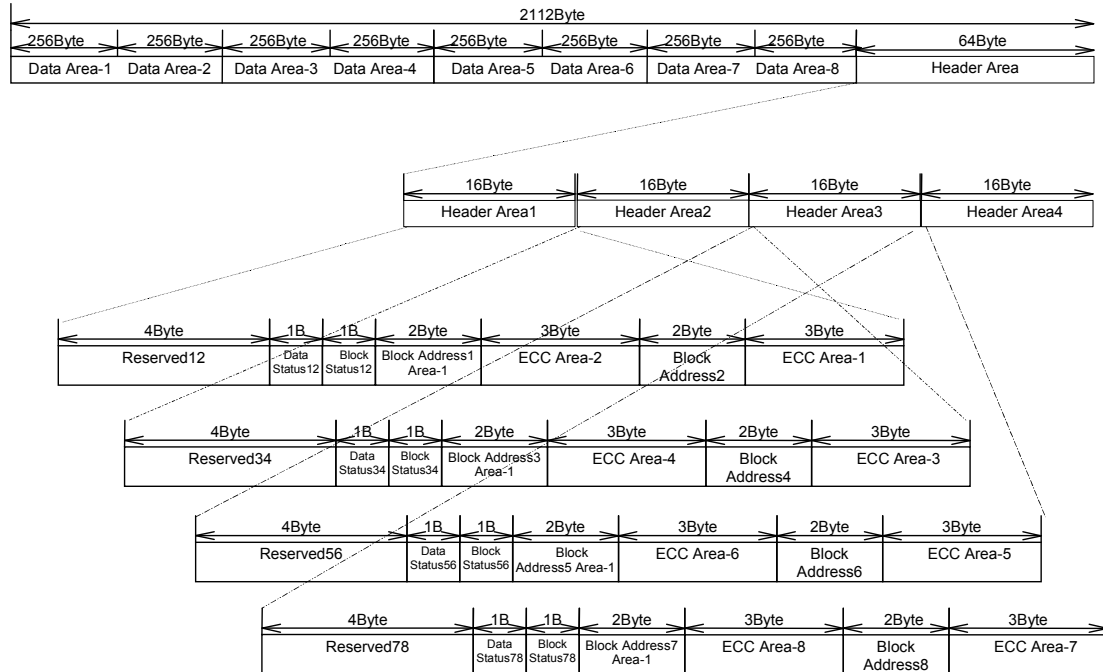 2112Byte
256Byte 256Byte 256Byte 256Byte 256Byte 256Byte 256Byte 256Byte 64Byte
Data Area-1 Data Area-2 Data Area-3 Data Area-4 Data Area-5 Data Area-6 Data Area-7 Data Area-8 Header Area
16Byte 16Byte 16Byte 16Byte
Header Area1 Header Area2 Header Area3 Header Area4
4Byte 1B 1B 2Byte 3Byte 2Byte 3Byte
Reserved12 Data Status12 Block Status12 Block Address1 Area-1 ECC Area-2 Block Address2 ECC Area-1
4Byte 1B 1B 2Byte 3Byte 2Byte 3Byte
Reserved34 Data Status34 Block Status34 Block Address3 Area-1 ECC Area-4 Block Address4 ECC Area-3
4Byte 1B 1B 2Byte 3Byte 2Byte 3Byte
Reserved56 Data Status56 Block Status56 Block Address5 Area-1 ECC Area-6 Block Address6 ECC Area-5
4Byte 1B 1B 2Byte 3Byte 2Byte 3Byte
Reserved78 Data Status78 Block Status78 Block Address7 Area-1 ECC Area-8 Block Address8 ECC Area-7